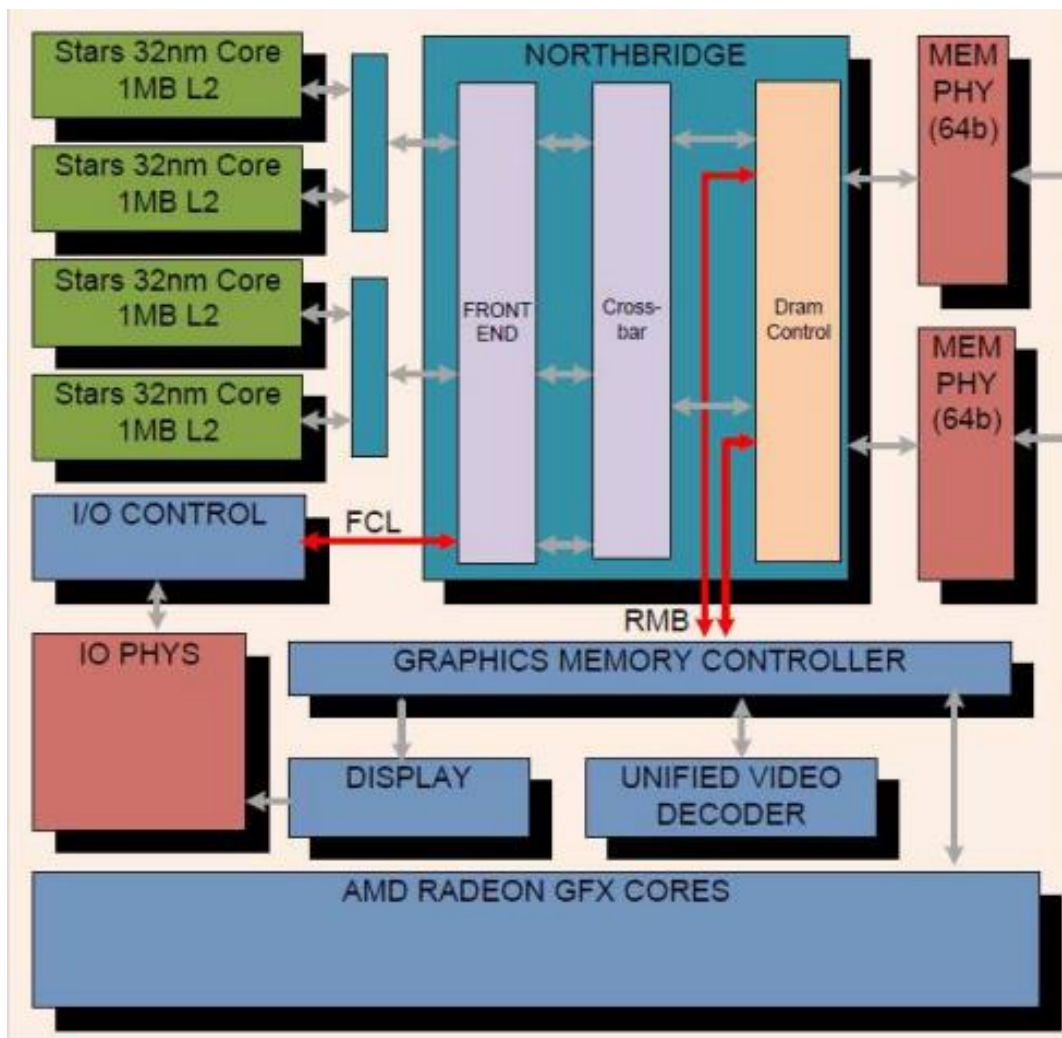 Stars 32nm Core
1MB L2
Stars 32nm Core
1MB L2
Stars 32nm Core
1MB L2
Stars 32nm Core
1MB L2
NORTHBRIDGE
FRONT
END
Cross-
bar
Dram
Control
MEM
PHY
(64b)
MEM
PHY
(64b)
I/O CONTROL
FCL
RMB
IO PHYS
GRAPHICS MEMORY CONTROLLER
DISPLAY
UNIFIED VIDEO
DECODER
AMD RADEON GFX CORES